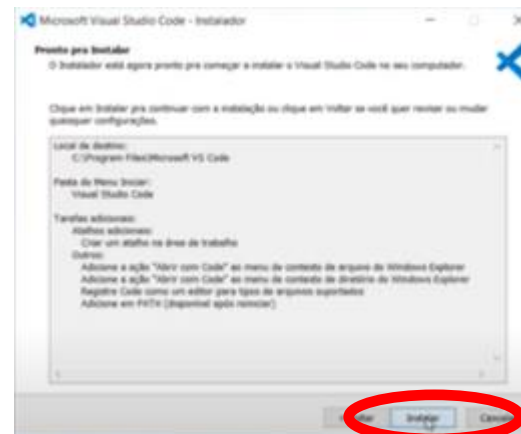 Microsoft Visual Studio Code - Instalador
Pronto pra Instalar
O Instalador está agora pronto pra começar a instalar o Visual Studio Code no seu computador.
Clique em Instalar pra continuar com a instalação ou clique em Voltar se você quer revisar ou mudar
quaisquer configurações.
Local de destino:
C:\Program Files\Microsoft VS Code
Pasta do Menu Iniciar:
Visual Studio Code
Tarefas adicionais:
Atalhos adicionais:
Criar um atalho na área de trabalho
Outros:
Adicione a ação "Abrir com Code" ao menu de contexto de arquivo do Windows Explorer
Adicione a ação "Abrir com Code" ao menu de contexto de diretório do Windows Explorer
Registre Code como um editor para tipos de arquivos suportados
Adicione em PATH (disponível após reiniciar)
Instalar